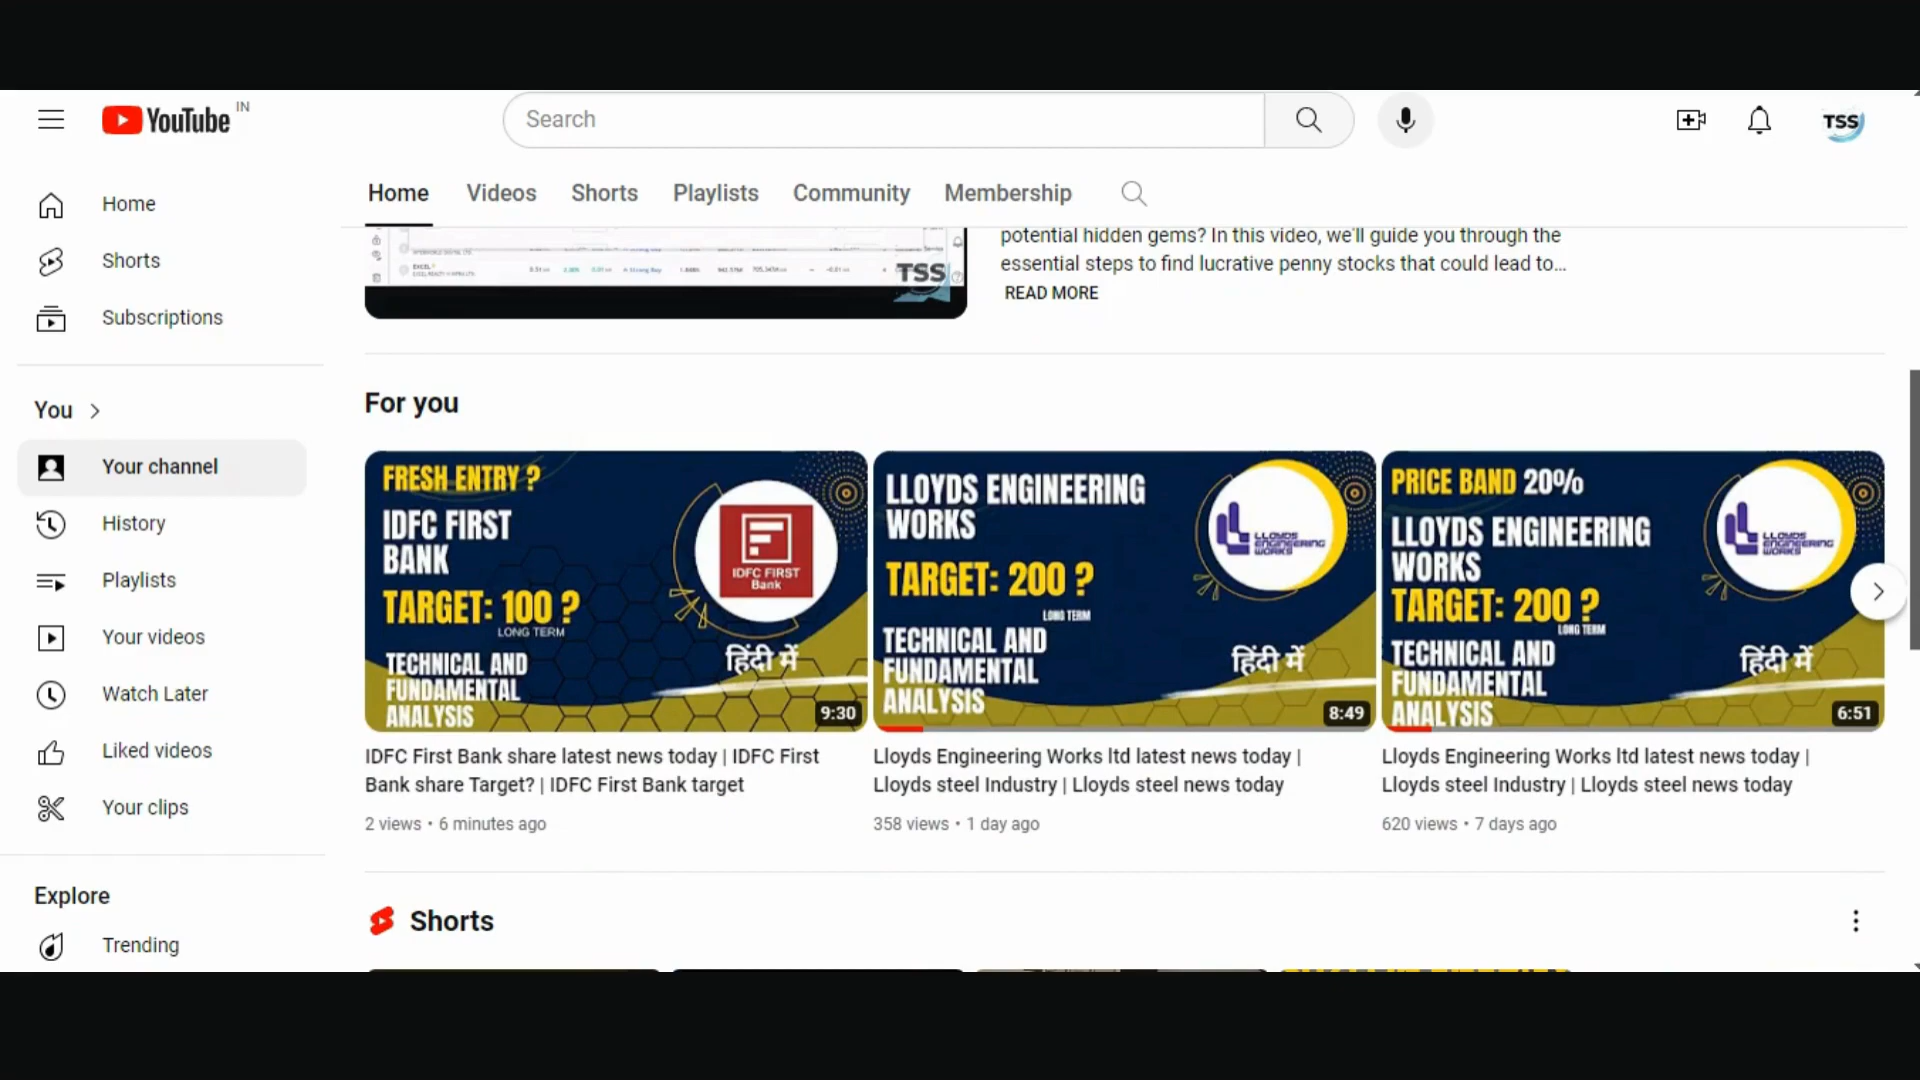 YouTube IN
Search
TSS
Home
Shorts
Subscriptions
You
Your channel
History
Playlists
Your videos
Watch Later
Liked videos
Your clips
Explore
Trending
Home Videos Shorts Playlists Community Membership
TSS
potential hidden gems? In this video, we'll guide you through the
essential steps to find lucrative penny stocks that could lead to...
READ MORE
For you
FRESH ENTRY ?
IDFC FIRST
BANK
TARGET: 100 ?
LONG TERM
TECHNICAL AND
FUNDAMENTAL
ANALYSIS
IDFC FIRST
Bank
हिंदी में
9:30
IDFC First Bank share latest news today | IDFC First
Bank share Target? | IDFC First Bank target
2 views • 6 minutes ago
LLOYDS ENGINEERING
WORKS
TARGET: 200 ?
LONG TERM
TECHNICAL AND
FUNDAMENTAL
ANALYSIS
LLOYDS
ENGINEERING
WORKS
हिंदी में
8:49
Lloyds Engineering Works ltd latest news today |
Lloyds steel Industry | Lloyds steel news today
358 views • 1 day ago
PRICE BAND 20%
LLOYDS ENGINEERING
WORKS
TARGET: 200 ?
LONG TERM
TECHNICAL AND
FUNDAMENTAL
ANALYSIS
LLOYDS
ENGINEERING
WORKS
हिंदी में
6:51
Lloyds Engineering Works ltd latest news today |
Lloyds steel Industry | Lloyds steel news today
620 views • 7 days ago
Shorts